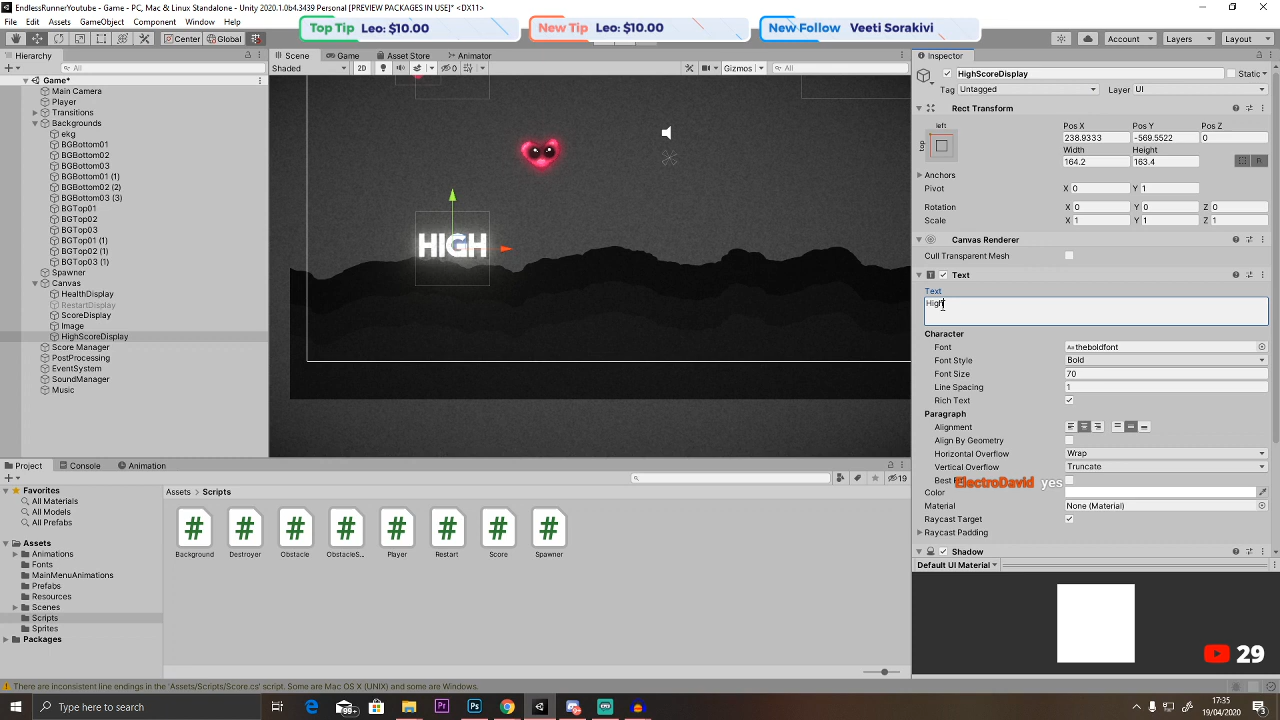 EndlessRunnerYoutube - Game - PC, Mac & Linux Standalone - Unity 2020.1.0b4.3439 Personal [PREVIEW PACKAGES IN USE]* <DX11>
File Edit Assets
Window
Top Tip Leo: $10.00
New Tip Leo: $10.00
New Follow Veeti Sorakivi
Center Global
Account Layers Layout
Hierarchy
All
Game*
Main Camera
Player
Transitions
Backgrounds
ekg
BGBottom01
BGBottom02
BGBottom03
BGBottom01 (1)
BGBottom02 (2)
BGBottom03 (3)
BGTop01
BGTop02
BGTop03
BGTop01 (1)
BGTop02 (1)
BGTop03 (1)
Spawner
Canvas
HealthDisplay
RestartDisplay
ScoreDisplay
Image
HighScoreDisplay
Score Manager
PostProcessing
EventSystem
SoundManager
Music
Scene Game Asset Store Animator
Shaded 2D 0 Gizmos All
HIGH
Inspector
HighScoreDisplay Static
Tag Untagged Layer UI
Rect Transform
left
top
Pos X Pos Y Pos Z
238.9333 -569.5522 0
Width Height
164.2 163.4
R
Anchors
Pivot X 0 Y 1
Rotation X 0 Y 0 Z 0
Scale X 1 Y 1 Z 1
Canvas Renderer
Cull Transparent Mesh
Text
Text
High
Character
Font theboldfont
Font Style Bold
Font Size 70
Line Spacing 1
Rich Text
Paragraph
Alignment
Align By Geometry
Horizontal Overflow Wrap
Vertical Overflow Truncate
Best
ElectroDavid yes
Color
Material None (Material)
Raycast Target
Raycast Padding
Shadow
Default UI Material
Project Console Animation
19
Favorites
All Materials
All Models
All Prefabs
Assets
Animations
Fonts
MainMenuAnimations
Prefabs
Resources
Scenes
Scripts
Sprites
Packages
Assets > Scripts
Background Destroyer Obstacle ObstacleS... Player Restart Score Spawner
29
There are inconsistent line endings in the 'Assets/Scripts/Score.cs' script. Some are Mac OS X (UNIX) and some are Windows.
Type here to search
99+
17:35
19/04/2020